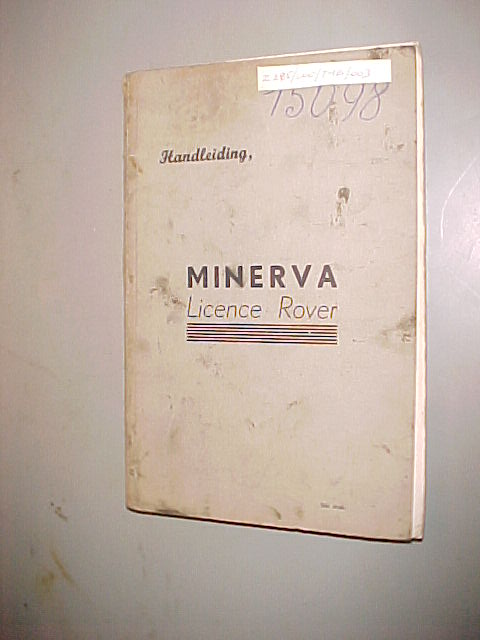 15098
Handleiding,
MINERVA
Licence Rover